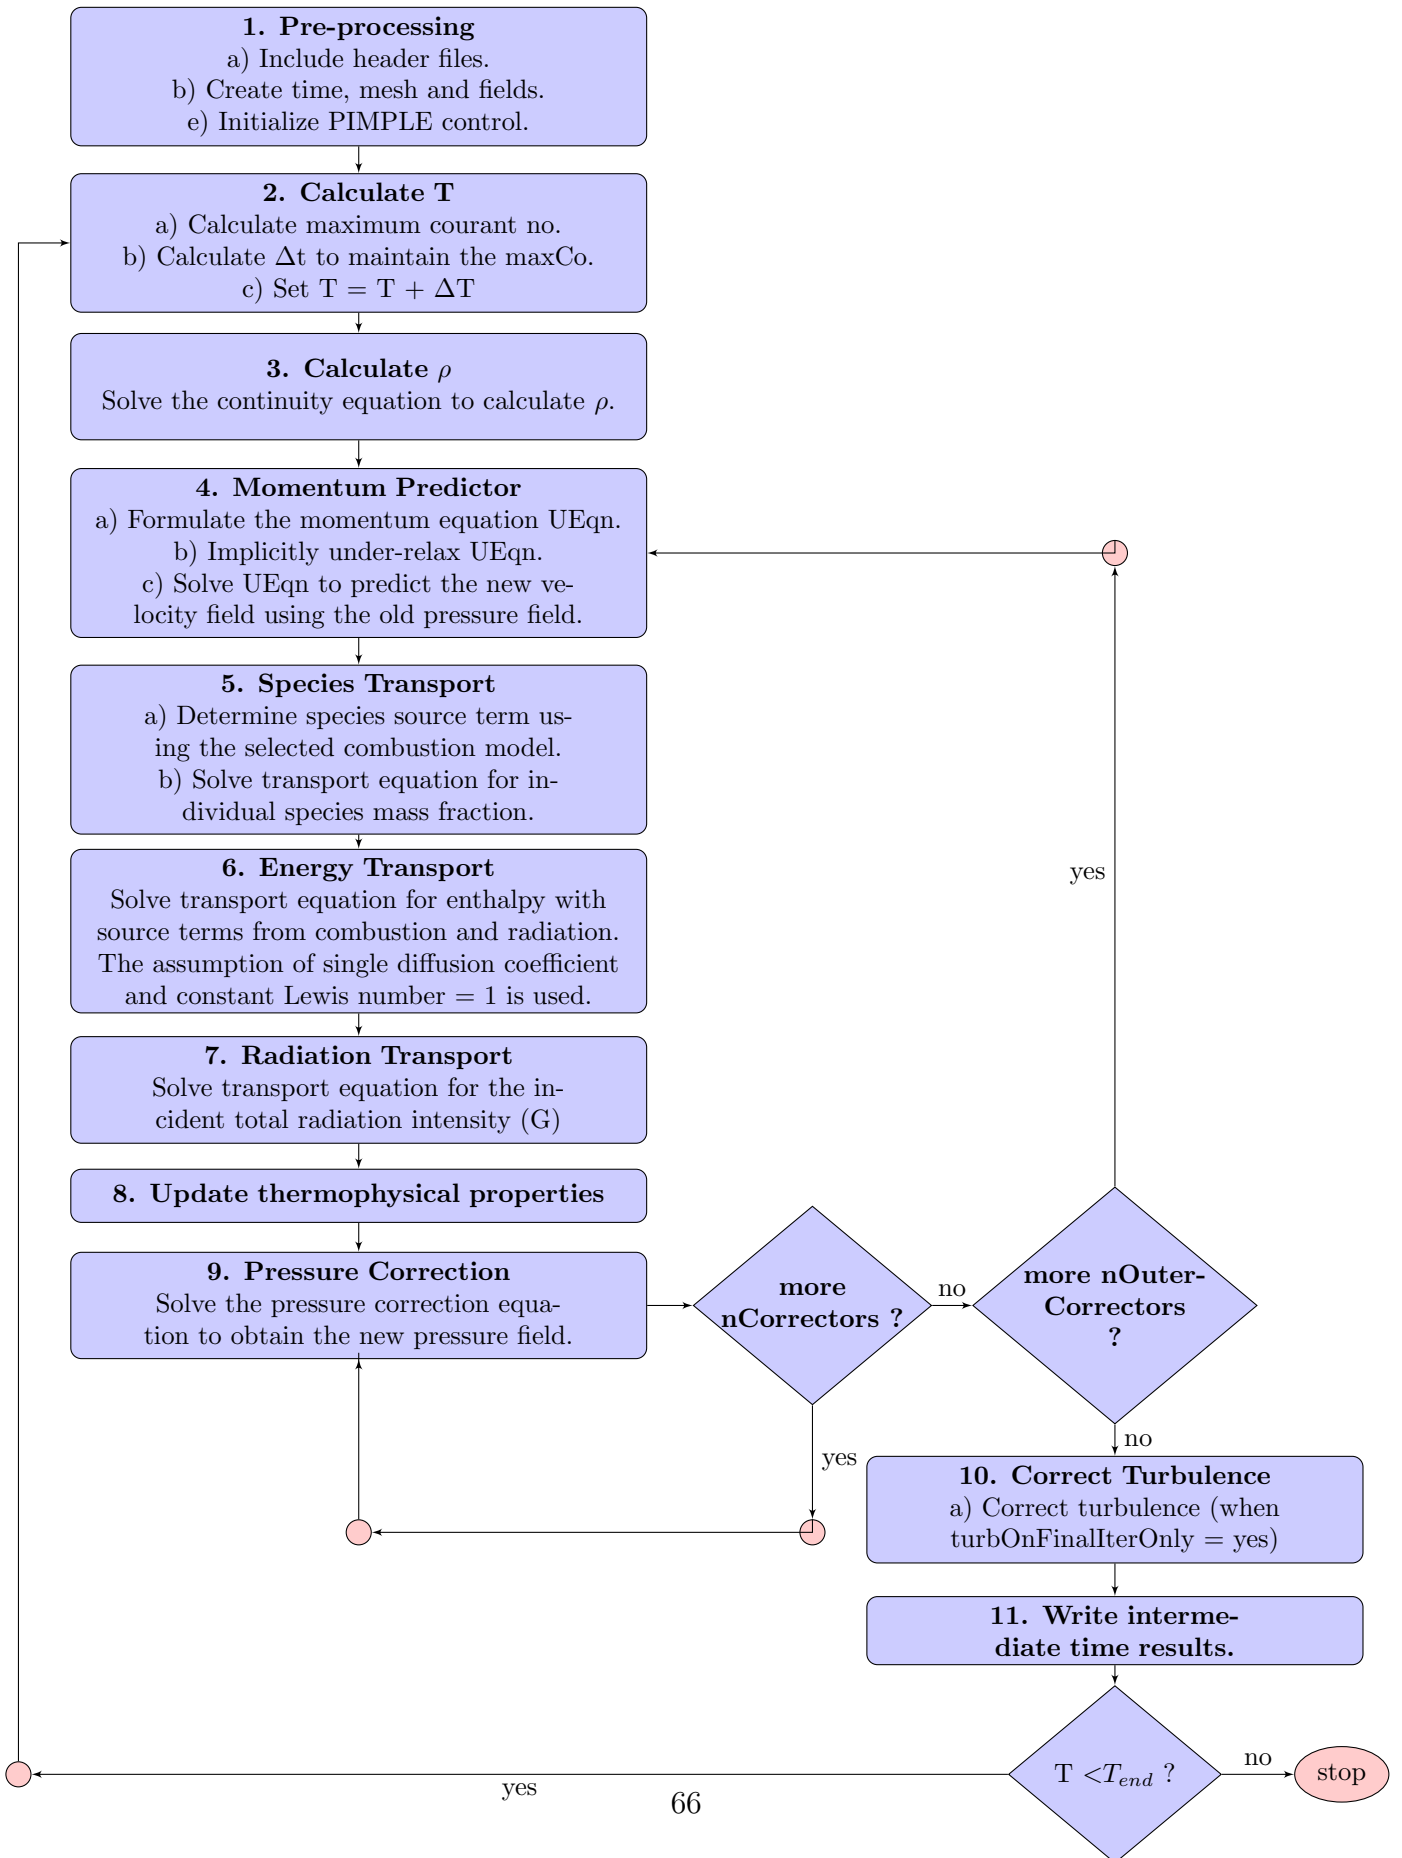 1. Pre-processing
a) Include header files.
b) Create time, mesh and fields.
e) Initialize PIMPLE control.
2. Calculate T
a) Calculate maximum courant no.
b) Calculate Δt to maintain the maxCo.
c) Set T = T + ΔT
3. Calculate ρ
Solve the continuity equation to calculate ρ.
4. Momentum Predictor
a) Formulate the momentum equation UEqn.
b) Implicitly under-relax UEqn.
c) Solve UEqn to predict the new ve-
locity field using the old pressure field.
5. Species Transport
a) Determine species source term us-
ing the selected combustion model.
b) Solve transport equation for in-
dividual species mass fraction.
6. Energy Transport
Solve transport equation for enthalpy with
source terms from combustion and radiation.
The assumption of single diffusion coefficient
and constant Lewis number = 1 is used.
yes
7. Radiation Transport
Solve transport equation for the in-
cident total radiation intensity (G)
8. Update thermophysical properties
9. Pressure Correction
Solve the pressure correction equa-
tion to obtain the new pressure field.
more
nCorrectors ?
no
more nOuter-
Correctors
?
yes
no
10. Correct Turbulence
a) Correct turbulence (when
turbOnFinalIterOnly = yes)
11. Write interme-
diate time results.
T <T_end ?
no
stop
yes
66